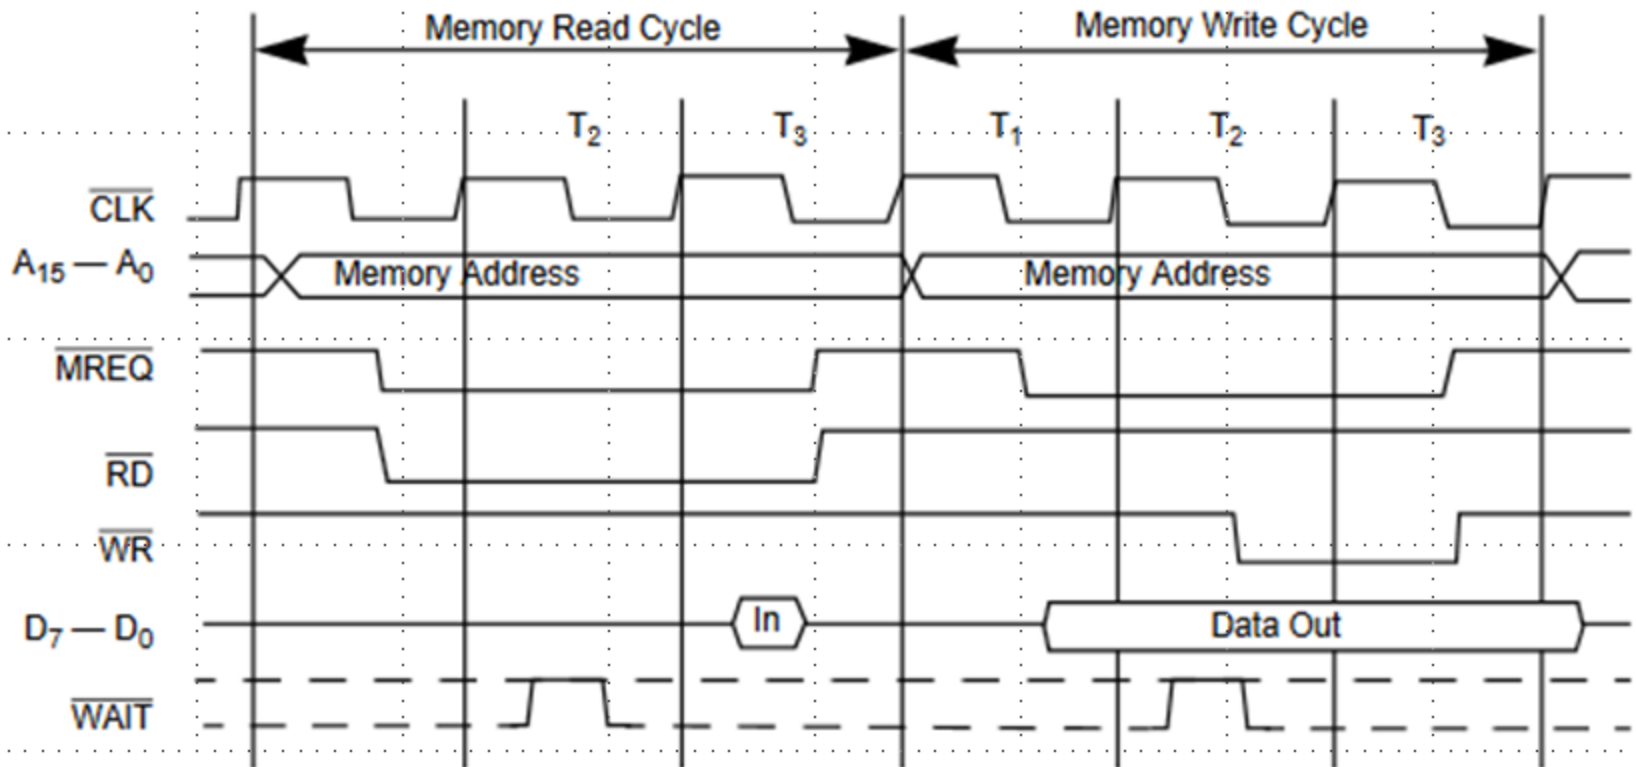 Memory Read Cycle Memory Write Cycle
T2 T3 T1 T2 T3
CLK
A15 — A0 Memory Address Memory Address
MREQ
RD
WR
D7 — D0 In Data Out
WAIT